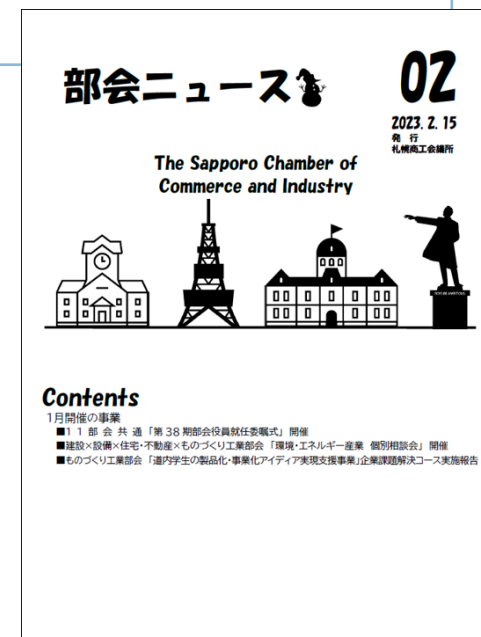 部会ニュース
02
2023. 2. 15
発 行
札幌商工会議所
The Sapporo Chamber of
Commerce and Industry
Contents
1月開催の事業
■11 部 会 共 通「第 38 期部会役員就任委嘱式」開催
■建設×設備×住宅・不動産×ものづくり工業部会 「環境・エネルギー産業 個別相談会」 開催
■ものづくり工業部会 「道内学生の製品化・事業化アイディア実現支援事業」企業課題解決コース実施報告